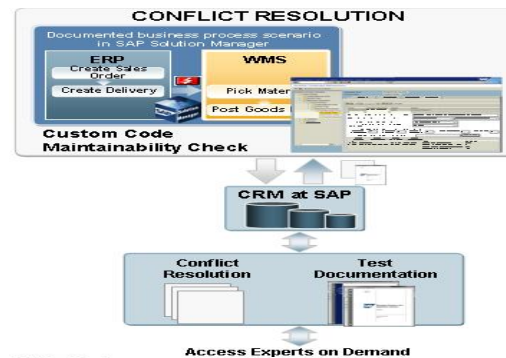 CONFLICT RESOLUTION
Documented business process scenario
in SAP Solution Manager
ERP
Create Sales
Order
Create Delivery
WMS
Pick Mater
Post Goods
Custom Code
Maintainability Check
CRM at SAP
Conflict
Resolution
Test
Documentation
Access Experts on Demand